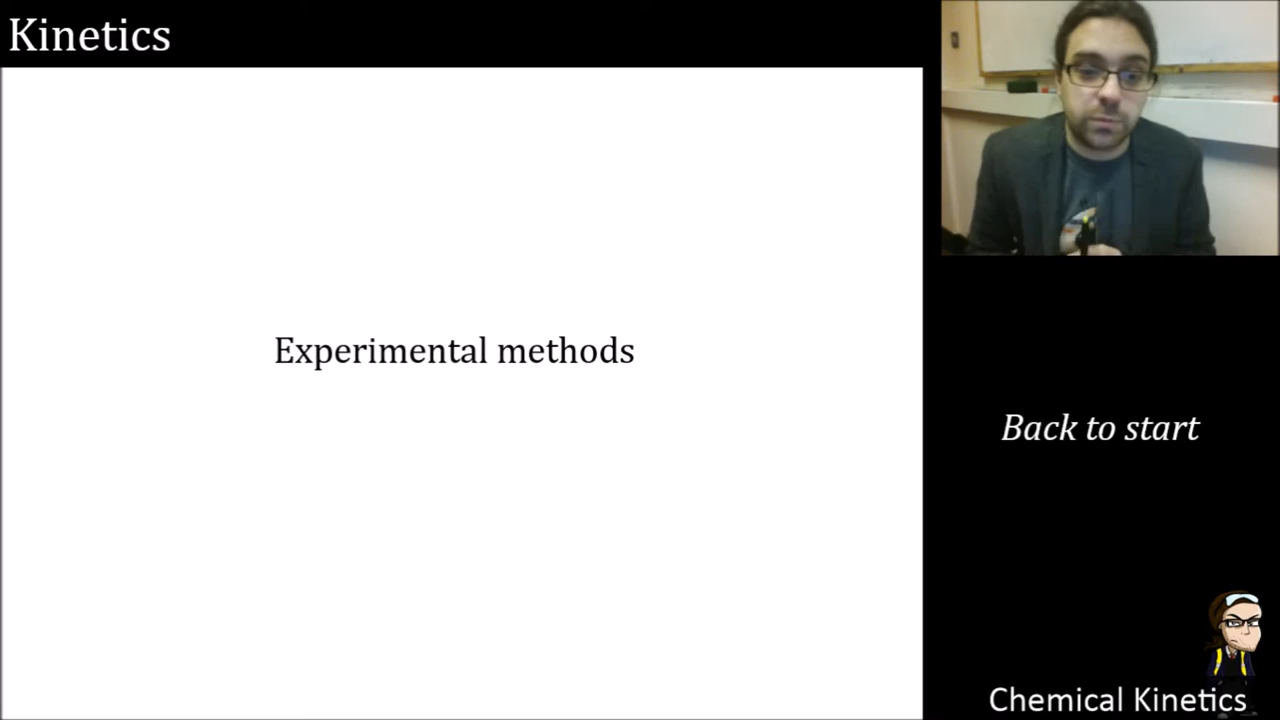 Kinetics
Experimental methods
Back to start
Chemical Kinetics